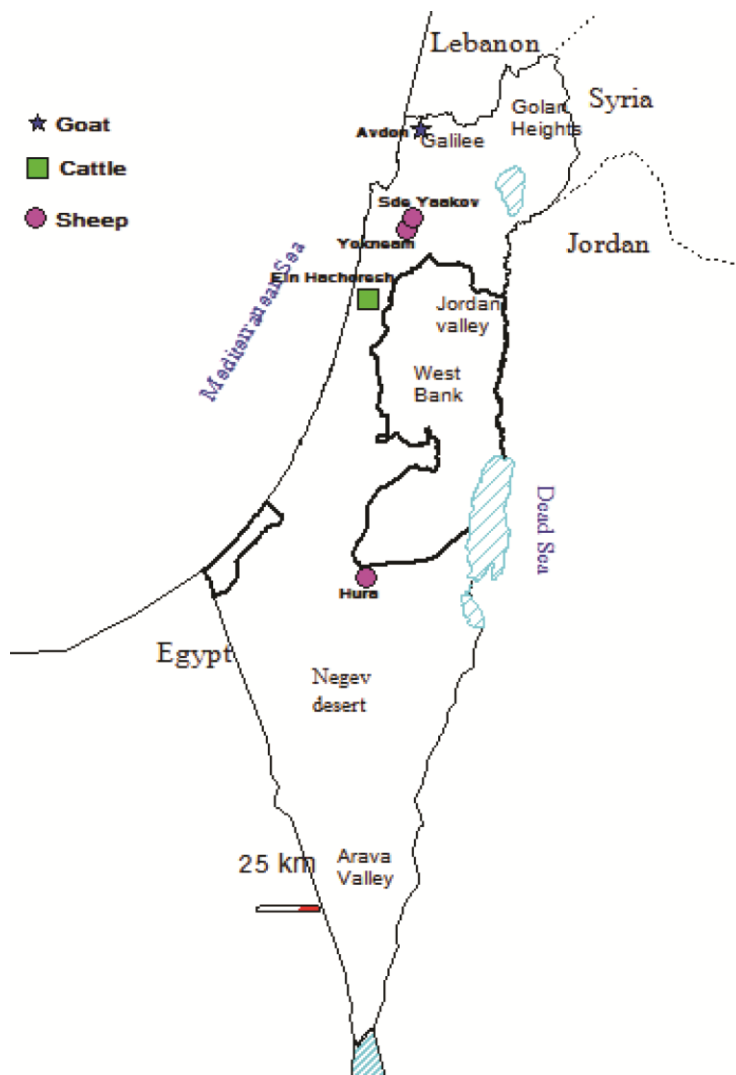 Lebanon
Syria
Golan
Heights
Goat
Avdon
Galilee
Cattle
Sde Yaakov
Sheep
Yokneam
Jordan
Mediterranean Sea
Ein Hachoresh
Jordan
valley
West
Bank
Dead Sea
Hura
Egypt
Negev
desert
25 km
Arava
Valley